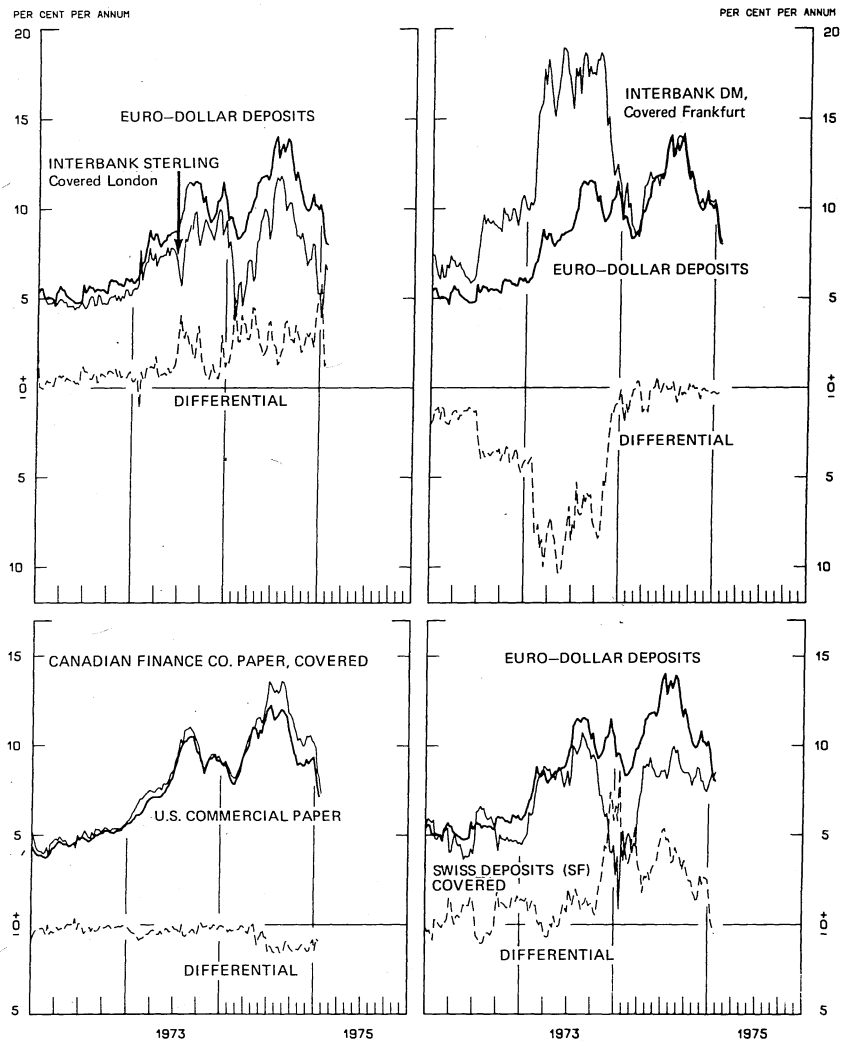 PER CENT PER ANNUM
PER CENT PER ANNUM
20
15
10
5
+
0
-
5
10
EURO-DOLLAR DEPOSITS
INTERBANK STERLING
Covered London
DIFFERENTIAL
20
15
10
5
+
0
-
5
10
INTERBANK DM,
Covered Frankfurt
EURO-DOLLAR DEPOSITS
DIFFERENTIAL
15
10
5
+
0
-
5
CANADIAN FINANCE CO. PAPER, COVERED
U.S. COMMERCIAL PAPER
DIFFERENTIAL
1973
1975
15
10
5
+
0
-
5
EURO-DOLLAR DEPOSITS
SWISS DEPOSITS (SF)
COVERED
DIFFERENTIAL
1973
1975